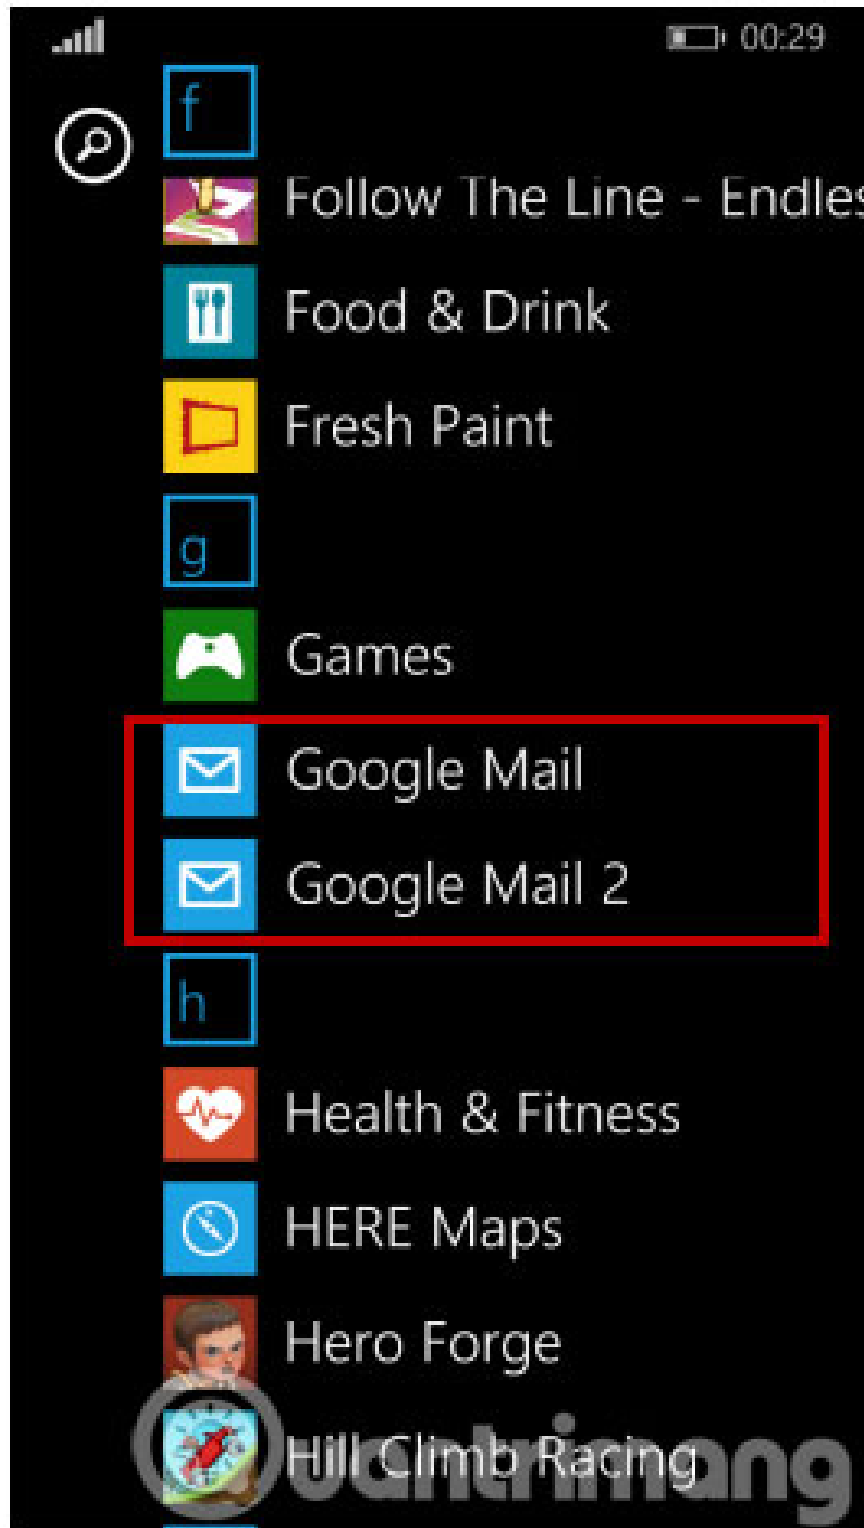 00:29
f
Follow The Line - Endles
Food & Drink
Fresh Paint
g
Games
Google Mail
Google Mail 2
h
Health & Fitness
HERE Maps
Hero Forge
Hill Climb Racing
Quantrimang